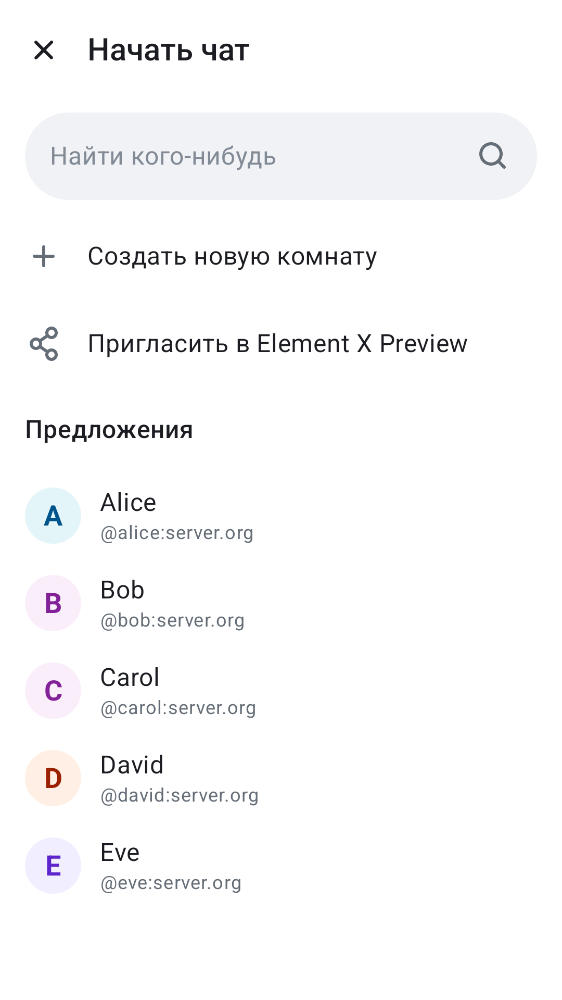 Начать чат
Найти кого-нибудь
Создать новую комнату
Пригласить в Element X Preview
Предложения
A
Alice
@alice:server.org
B
Bob
@bob:server.org
C
Carol
@carol:server.org
D
David
@david:server.org
E
Eve
@eve:server.org